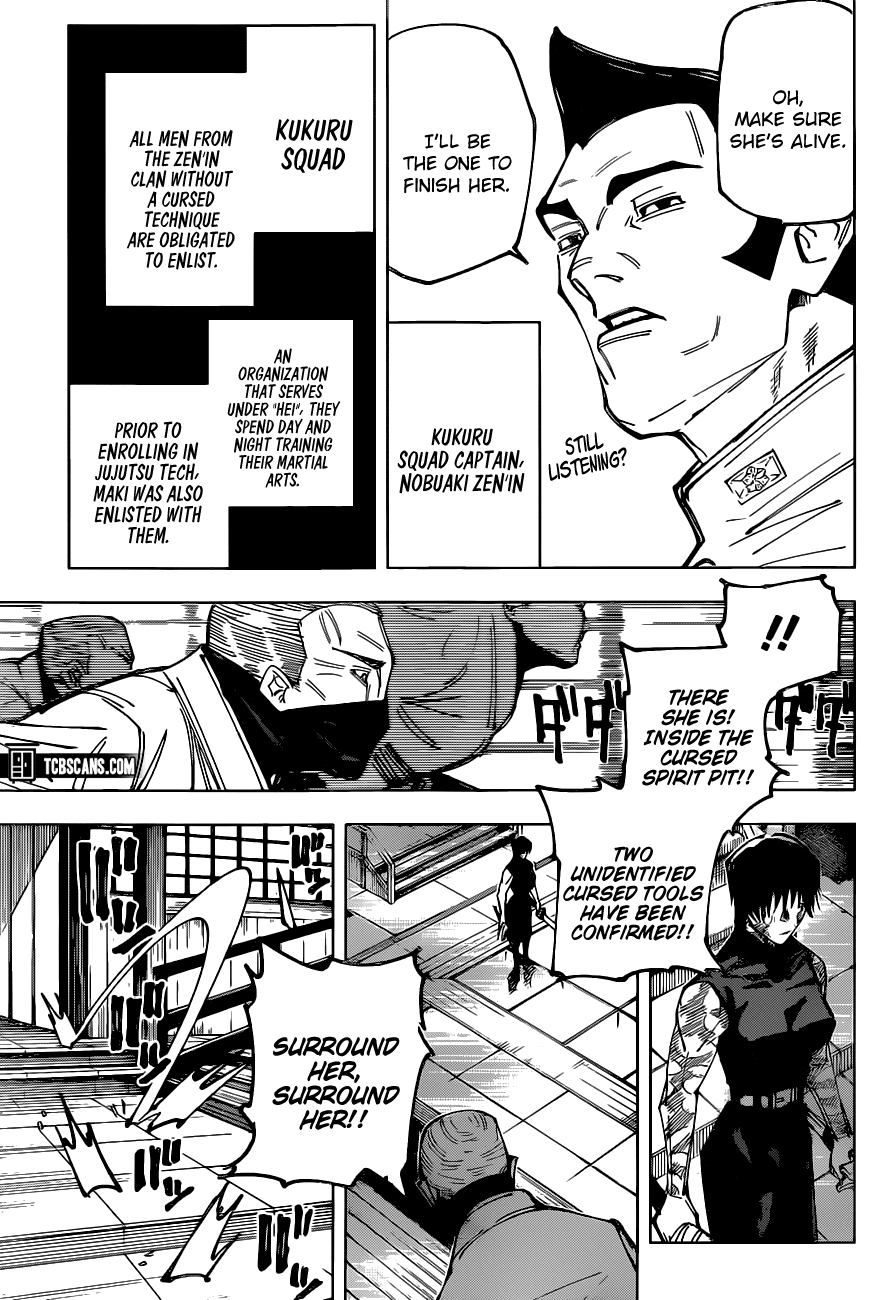 OH,
MAKE SURE
SHE'S ALIVE.
I'LL BE
THE ONE TO
FINISH HER.
STILL
LISTENING?
KUKURU
SQUAD CAPTAIN,
NOBUAKI ZEN'IN
KUKURU
SQUAD
ALL MEN FROM
THE ZEN'IN
CLAN WITHOUT
A CURSED
TECHNIQUE
ARE OBLIGATED
TO ENLIST.
AN
ORGANIZATION
THAT SERVES
UNDER "HEI", THEY
SPEND DAY AND
NIGHT TRAINING
THEIR MARTIAL
ARTS.
PRIOR TO
ENROLLING IN
JUJUTSU TECH,
MAKI WAS ALSO
ENLISTED WITH
THEM.
!!
THERE
SHE IS!
INSIDE THE
CURSED
SPIRIT PIT!!
ダダ
ダダ
TCBSCANS.COM
TWO
UNIDENTIFIED
CURSED TOOLS
HAVE BEEN
CONFIRMED!!
SURROUND
HER,
SURROUND
HER!!